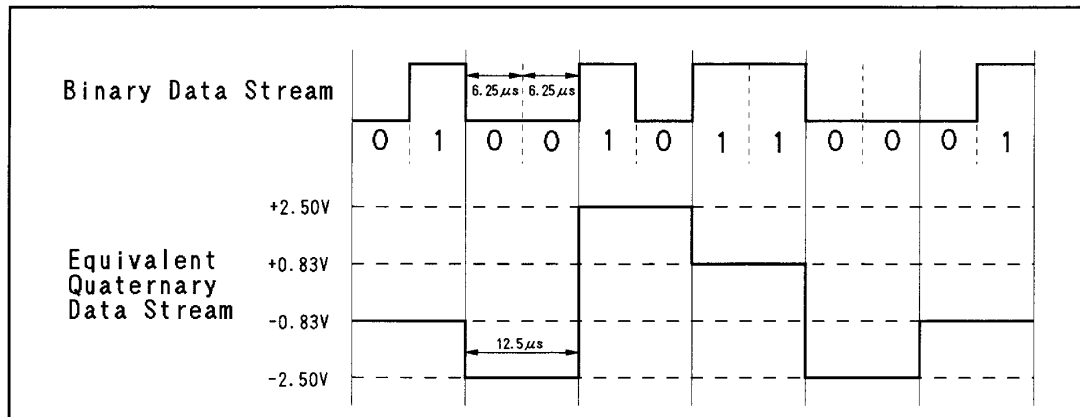 Binary Data Stream
6.25μs 6.25μs
0 1 0 0 1 0 1 1 0 0 0 1
+2.50V
Equivalent
Quaternary
Data Stream
+0.83V
-0.83V
12.5μs
-2.50V